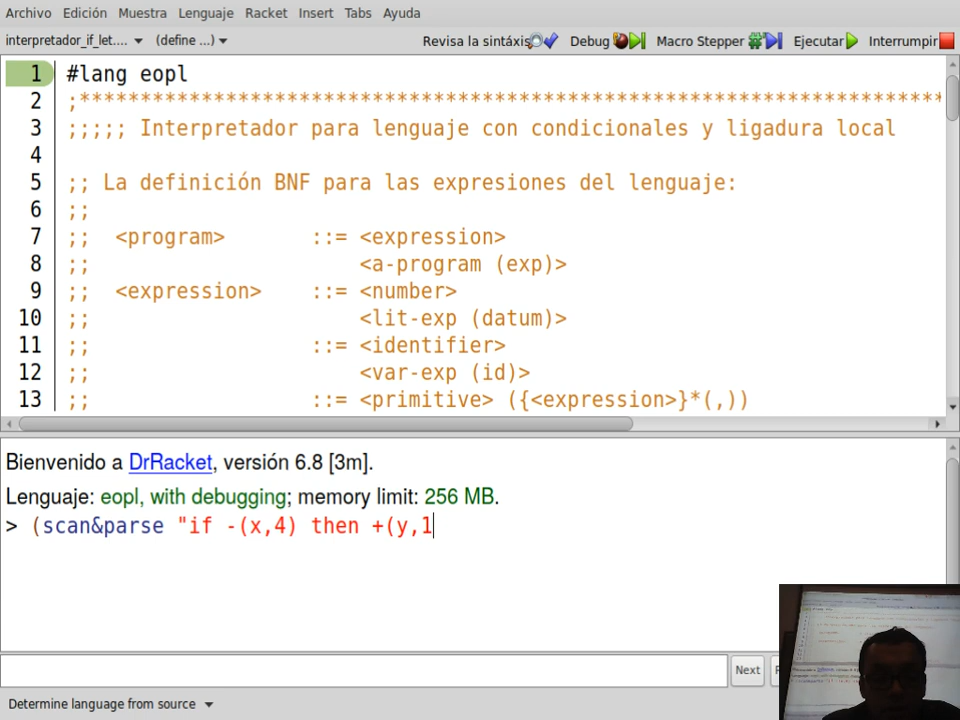 Archivo Edición Muestra Lenguaje Racket Insert Tabs Ayuda
interpretador_if_let.... (define ...) Revisa la sintáxis Debug Macro Stepper Ejecutar Interrumpir
1 #lang eopl
2 ;************************************************************************
3 ;;;;; Interpretador para lenguaje con condicionales y ligadura local
4
5 ;; La definición BNF para las expresiones del lenguaje:
6 ;;
7 ;; <program> ::= <expression>
8 ;; <a-program (exp)>
9 ;; <expression> ::= <number>
10 ;; <lit-exp (datum)>
11 ;; ::= <identifier>
12 ;; <var-exp (id)>
13 ;; ::= <primitive> ({<expression>}*(,))
Bienvenido a DrRacket, versión 6.8 [3m].
Lenguaje: eopl, with debugging; memory limit: 256 MB.
> (scan&parse "if -(x,4) then +(y,1
Next
Determine language from source